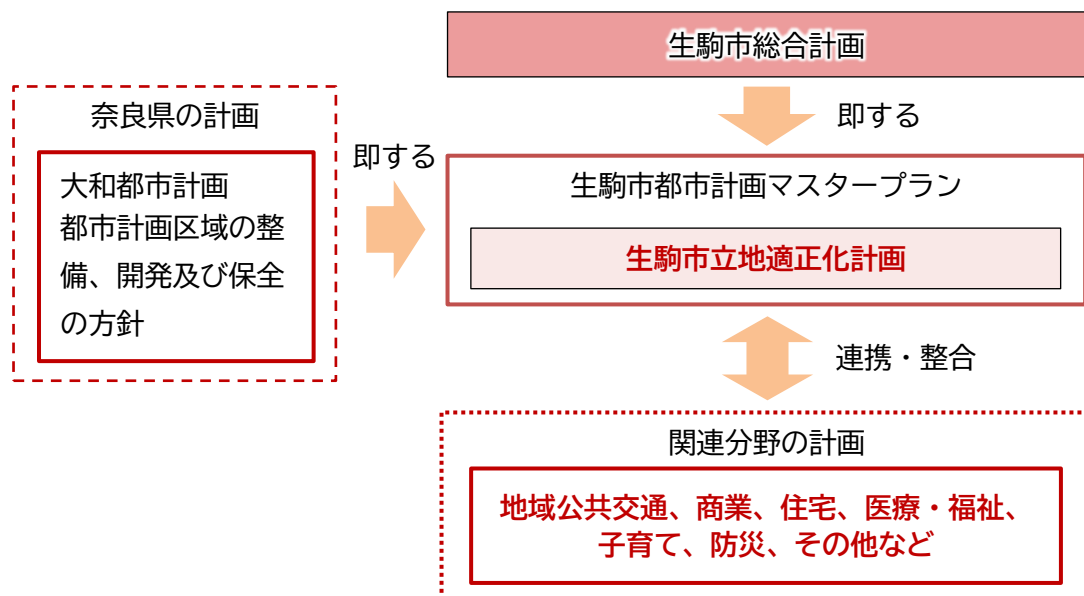 生駒市総合計画
即する
奈良県の計画
大和都市計画
都市計画区域の整
備、開発及び保全
の方針
即する
生駒市都市計画マスタープラン
生駒市立地適正化計画
連携・整合
関連分野の計画
地域公共交通、商業、住宅、医療・福祉、
子育て、防災、その他など